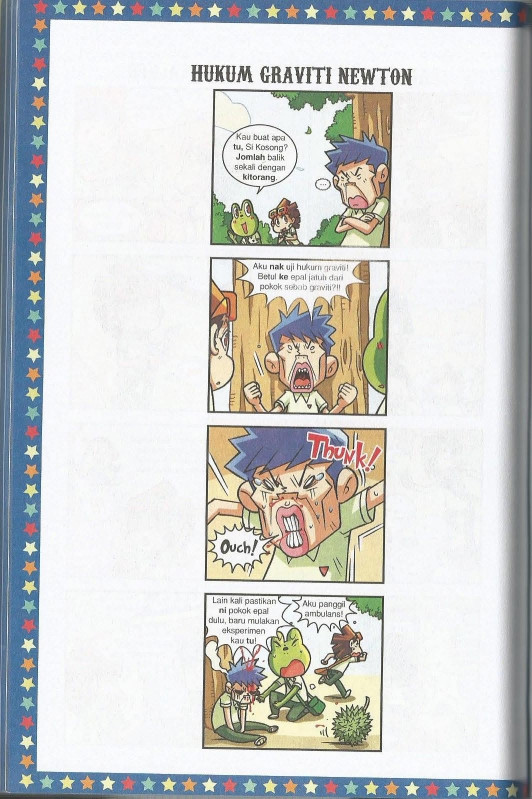 HUKUM GRAVITI NEWTON
Kau buat apa
tu, Si Kosong?
Jomlah balik
sekali dengan
kitorang.
...
Aku nak uji hukum graviti!
Betul ke epal jatuh dari
pokok sebab graviti?!!
THUNK!
OUCH!
Lain kali pastikan
ni pokok epal
dulu, baru mulakan
eksperimen
kau tu!
Aku panggil
ambulans!